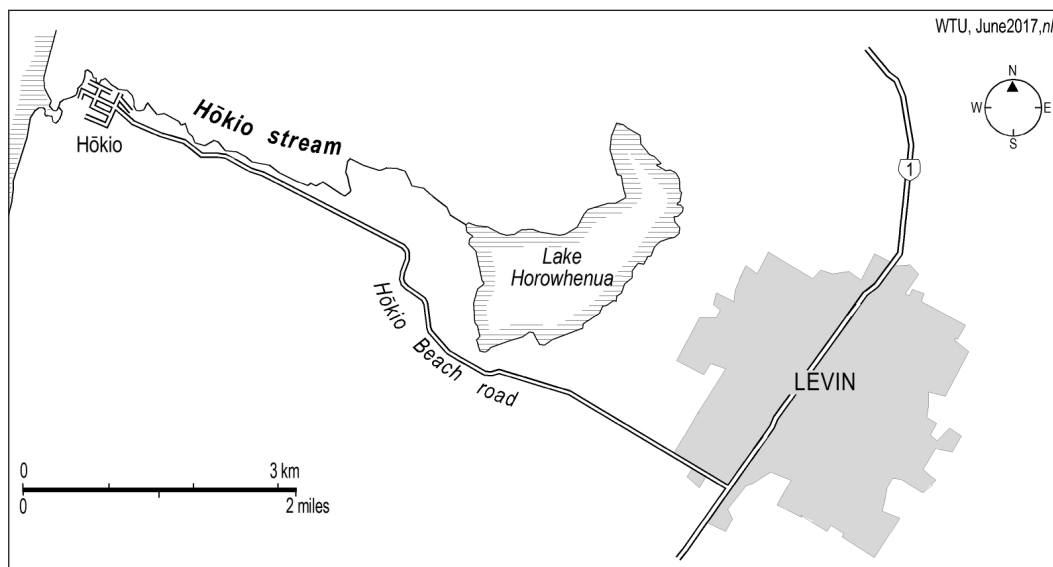 WTU, June2017,nl
N
W
E
S
Hōkio stream
Hōkio
1
Lake
Horowhenua
Hōkio Beach road
LEVIN
0
3 km
0
2 miles